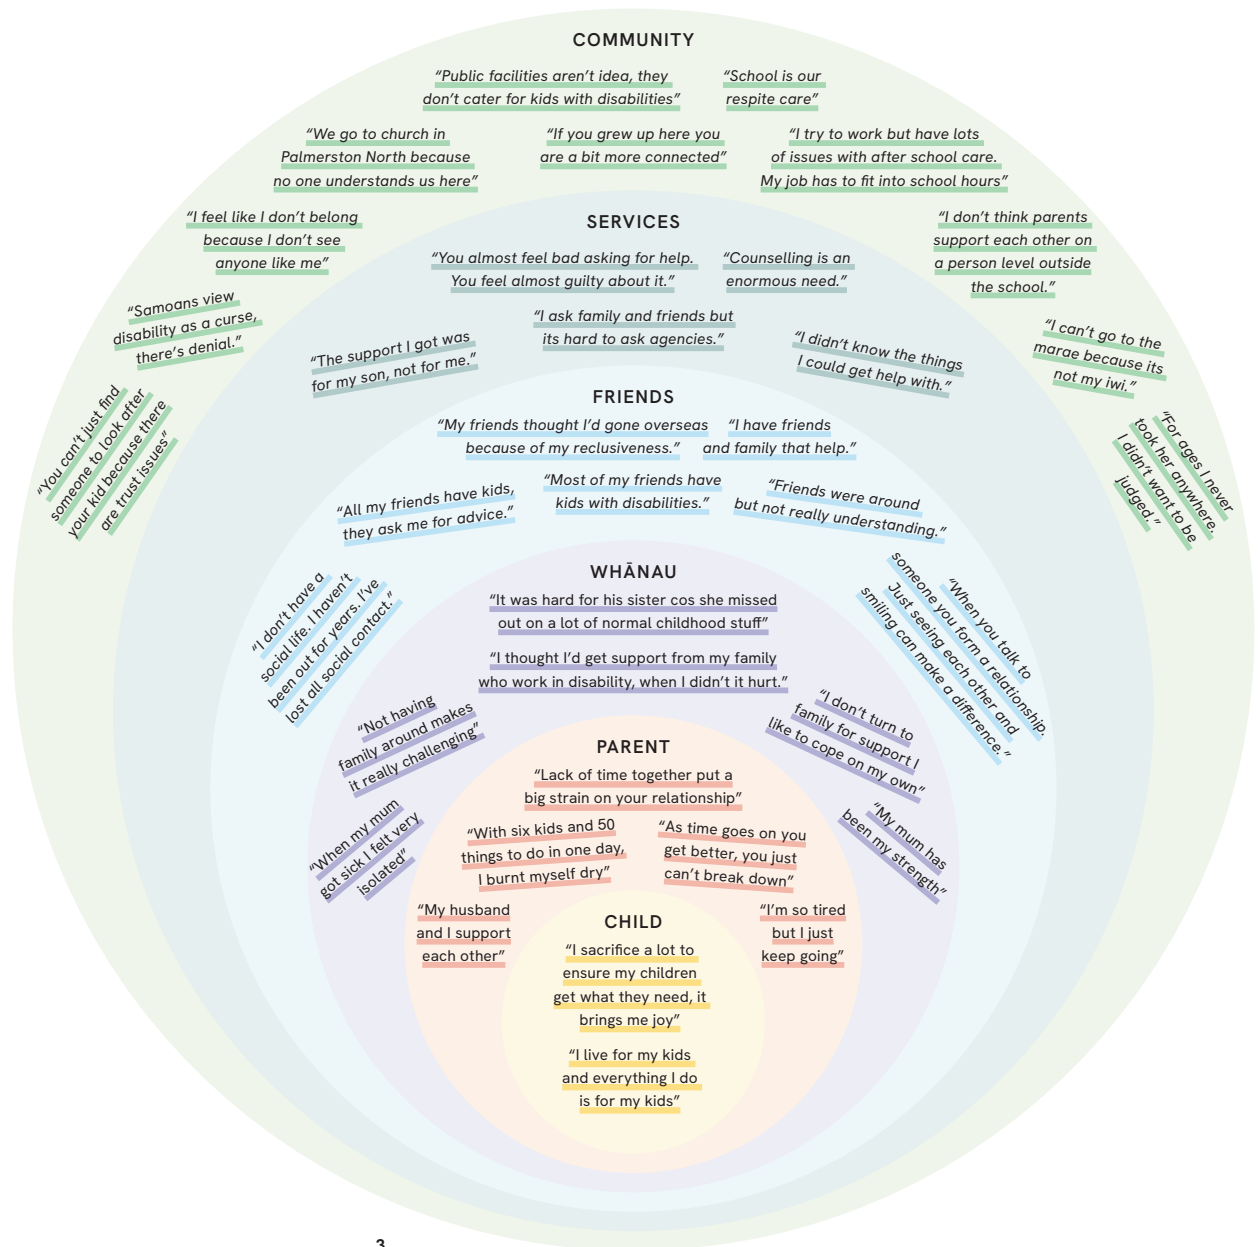 COMMUNITY
“Public facilities aren’t idea, they
don’t cater for kids with disabilities”
“School is our
respite care”
“We go to church in
Palmerston North because
no one understands us here”
“If you grew up here you
are a bit more connected”
“I try to work but have lots
of issues with after school care.
My job has to fit into school hours”
“I feel like I don’t belong
because I don’t see
anyone like me”
“I don’t think parents
support each other on
a person level outside
the school.”
“Samoans view
disability as a curse,
there’s denial.”
“I can’t go to the
marae because its
not my iwi.”
“You can’t just find
someone to look after
your kid because there
are trust issues”
“For ages I never
took her anywhere.
I didn’t want to be
judged.”
SERVICES
“You almost feel bad asking for help.
You feel almost guilty about it.”
“Counselling is an
enormous need.”
“I ask family and friends but
its hard to ask agencies.”
“The support I got was
for my son, not for me.”
“I didn’t know the things
I could get help with.”
FRIENDS
“My friends thought I’d gone overseas
because of my reclusiveness.”
“I have friends
and family that help.”
“All my friends have kids,
they ask me for advice.”
“Most of my friends have
kids with disabilities.”
“Friends were around
but not really understanding.”
“I don’t have a
social life. I haven’t
been out for years. I’ve
lost all social contact.”
“When you talk to
someone you form a relationship.
Just seeing each other and
smiling can make a difference.”
WHĀNAU
“It was hard for his sister cos she missed
out on a lot of normal childhood stuff”
“I thought I’d get support from my family
who work in disability, when I didn’t it hurt.”
“Not having
family around makes
it really challenging”
“I don’t turn to
family for support I
like to cope on my own”
“When my mum
got sick I felt very
isolated”
“My mum has
been my strength”
PARENT
“Lack of time together put a
big strain on your relationship”
“With six kids and 50
things to do in one day,
I burnt myself dry”
“As time goes on you
get better, you just
can’t break down”
“My husband
and I support
each other”
“I’m so tired
but I just
keep going”
CHILD
“I sacrifice a lot to
ensure my children
get what they need, it
brings me joy”
“I live for my kids
and everything I do
is for my kids”
3